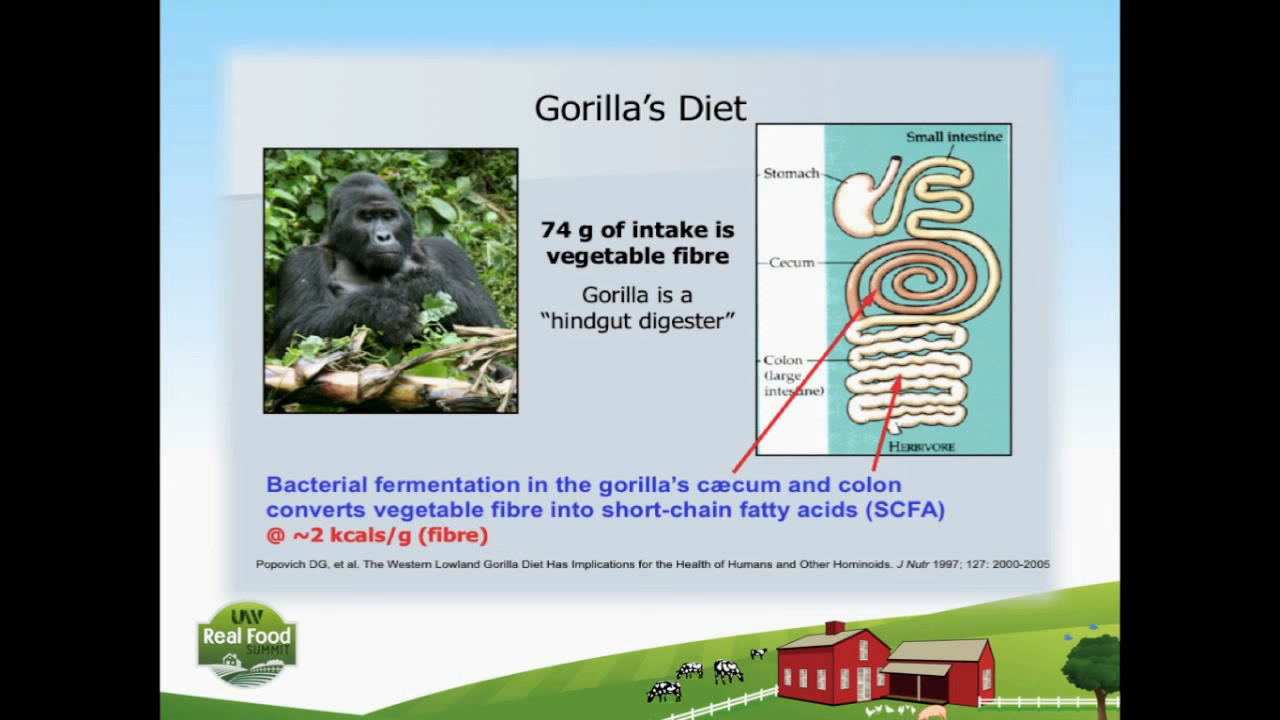 Gorilla's Diet
74 g of intake is
vegetable fibre
Gorilla is a
“hindgut digester”
Small intestine
Stomach
Cecum
Colon
(large
intestine)
HERBIVORE
Bacterial fermentation in the gorilla's cæcum and colon
converts vegetable fibre into short-chain fatty acids (SCFA)
@ ~2 kcals/g (fibre)
Popovich DG, et al. The Western Lowland Gorilla Diet Has Implications for the Health of Humans and Other Hominoids. J Nutr 1997; 127: 2000-2005
UW
Real Food
SUMMIT